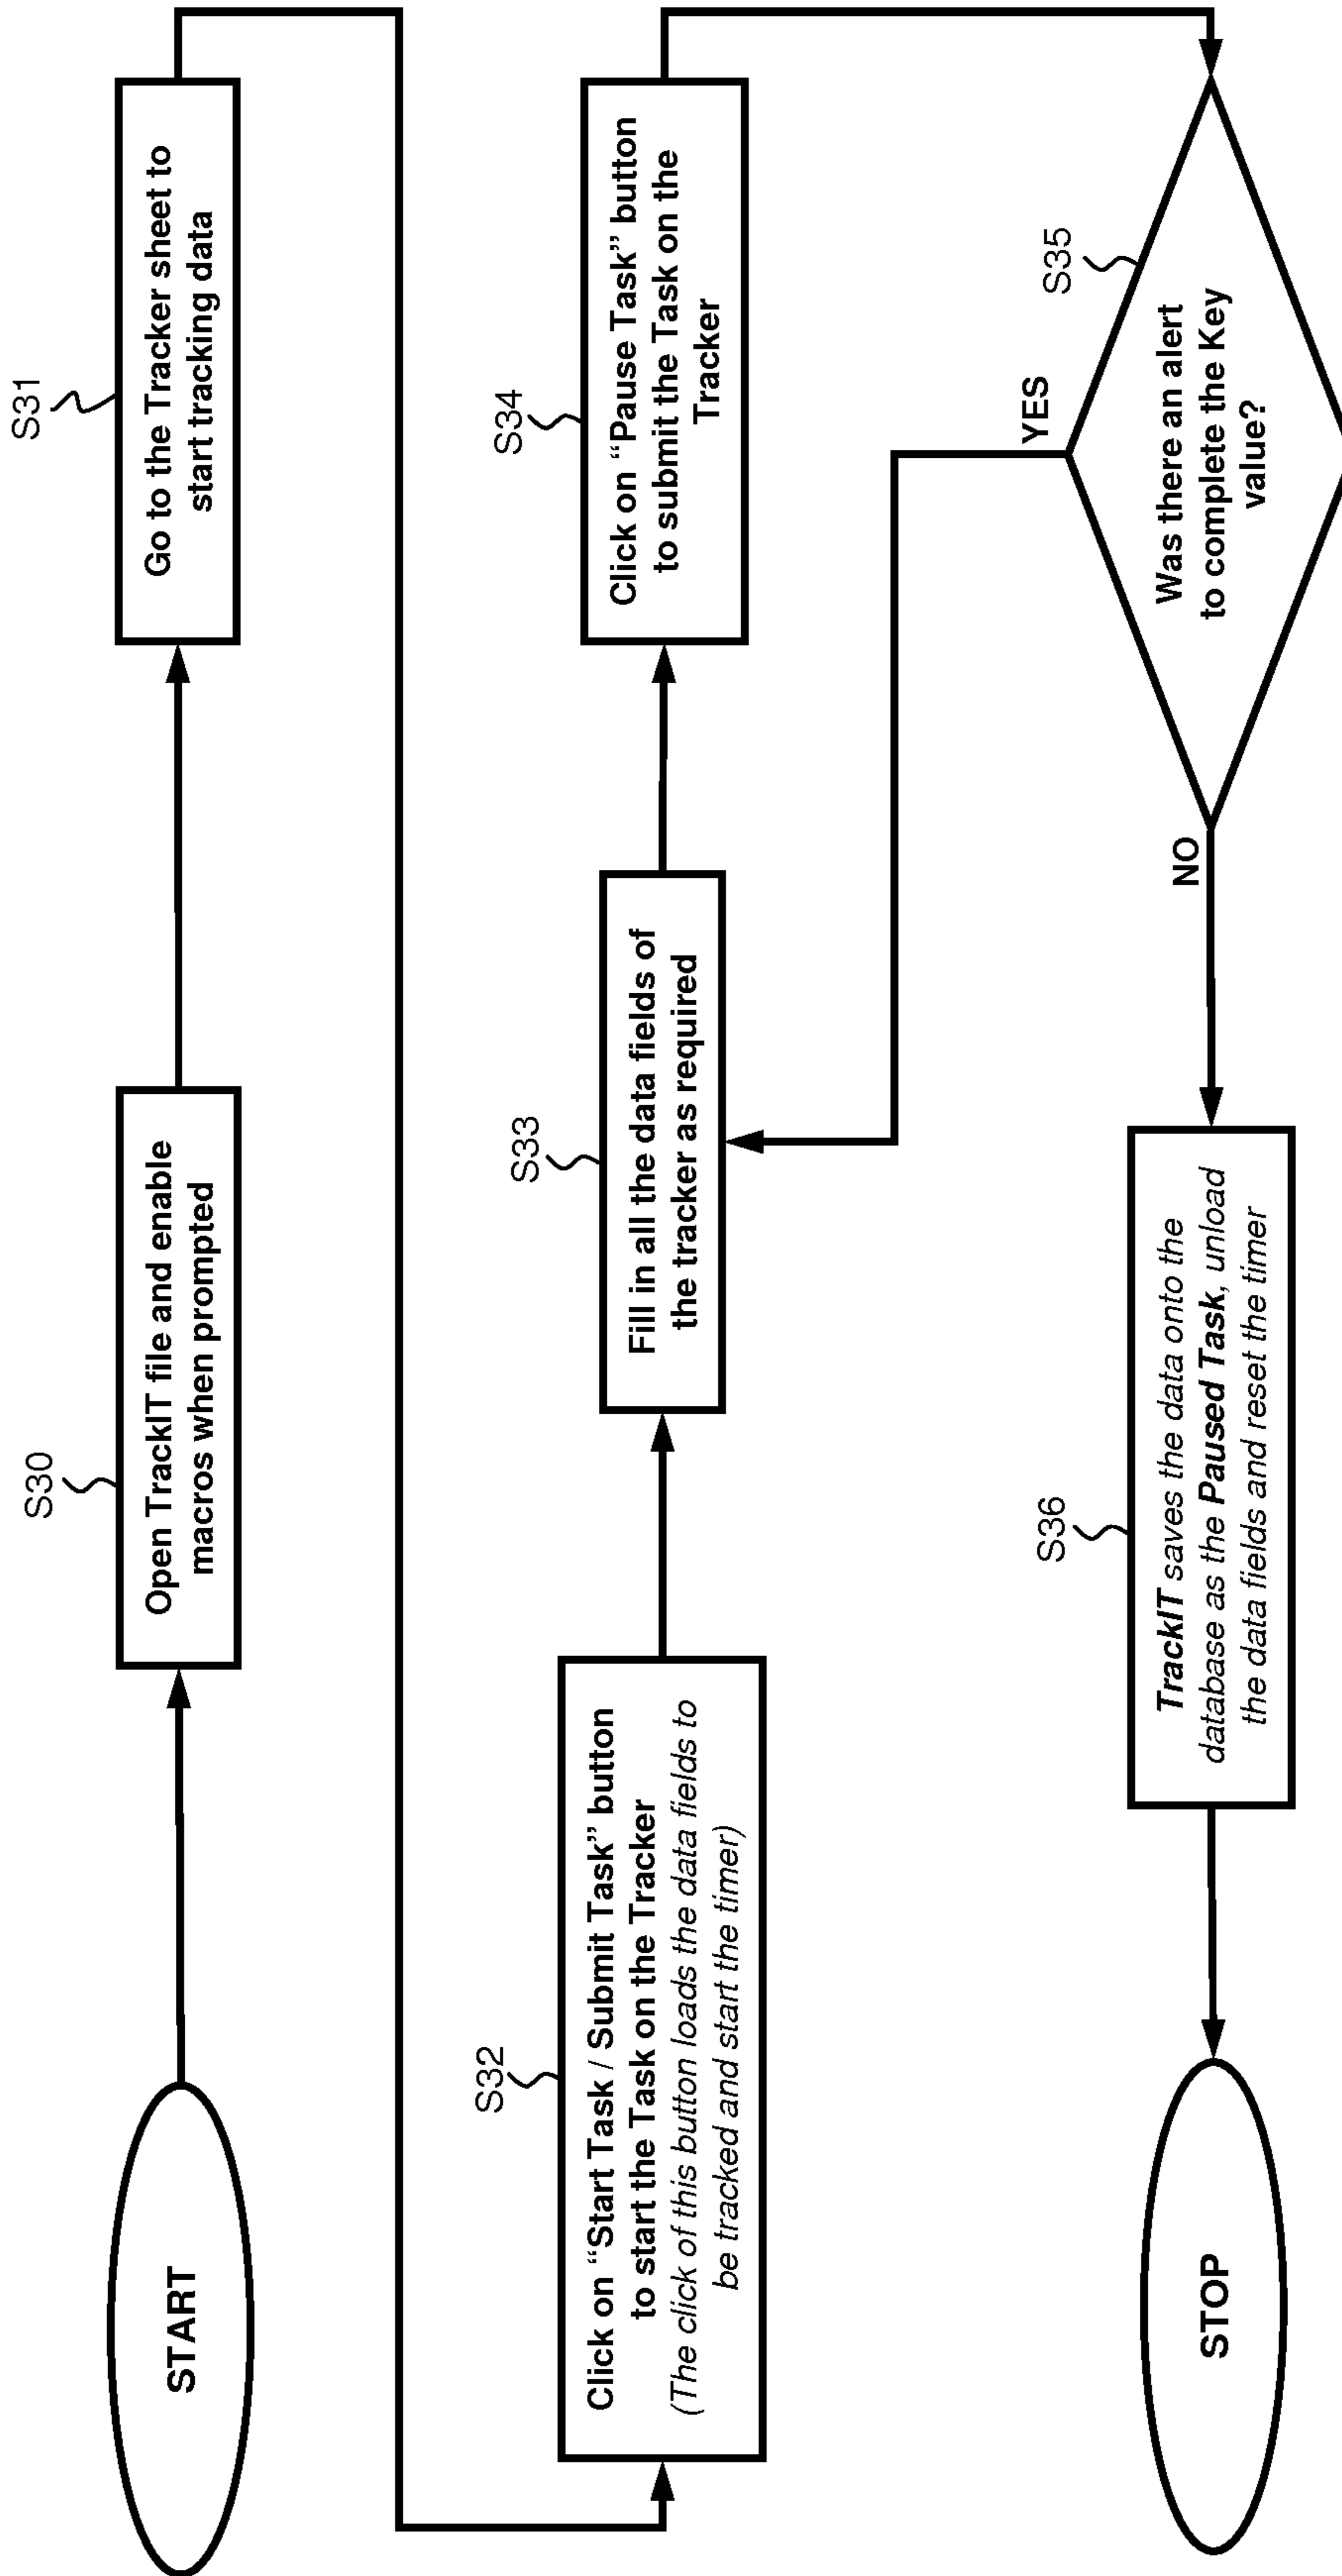 START
S30
Open TrackIT file and enable
macros when prompted
S31
Go to the Tracker sheet to
start tracking data
S32
Click on “Start Task / Submit Task” button
to start the Task on the Tracker
(The click of this button loads the data fields to
be tracked and start the timer)
S33
Fill in all the data fields of
the tracker as required
S34
Click on “Pause Task” button
to submit the Task on the
Tracker
S35
Was there an alert
to complete the Key
value?
YES
NO
S36
TrackIT saves the data onto the
database as the Paused Task, unload
the data fields and reset the timer
STOP